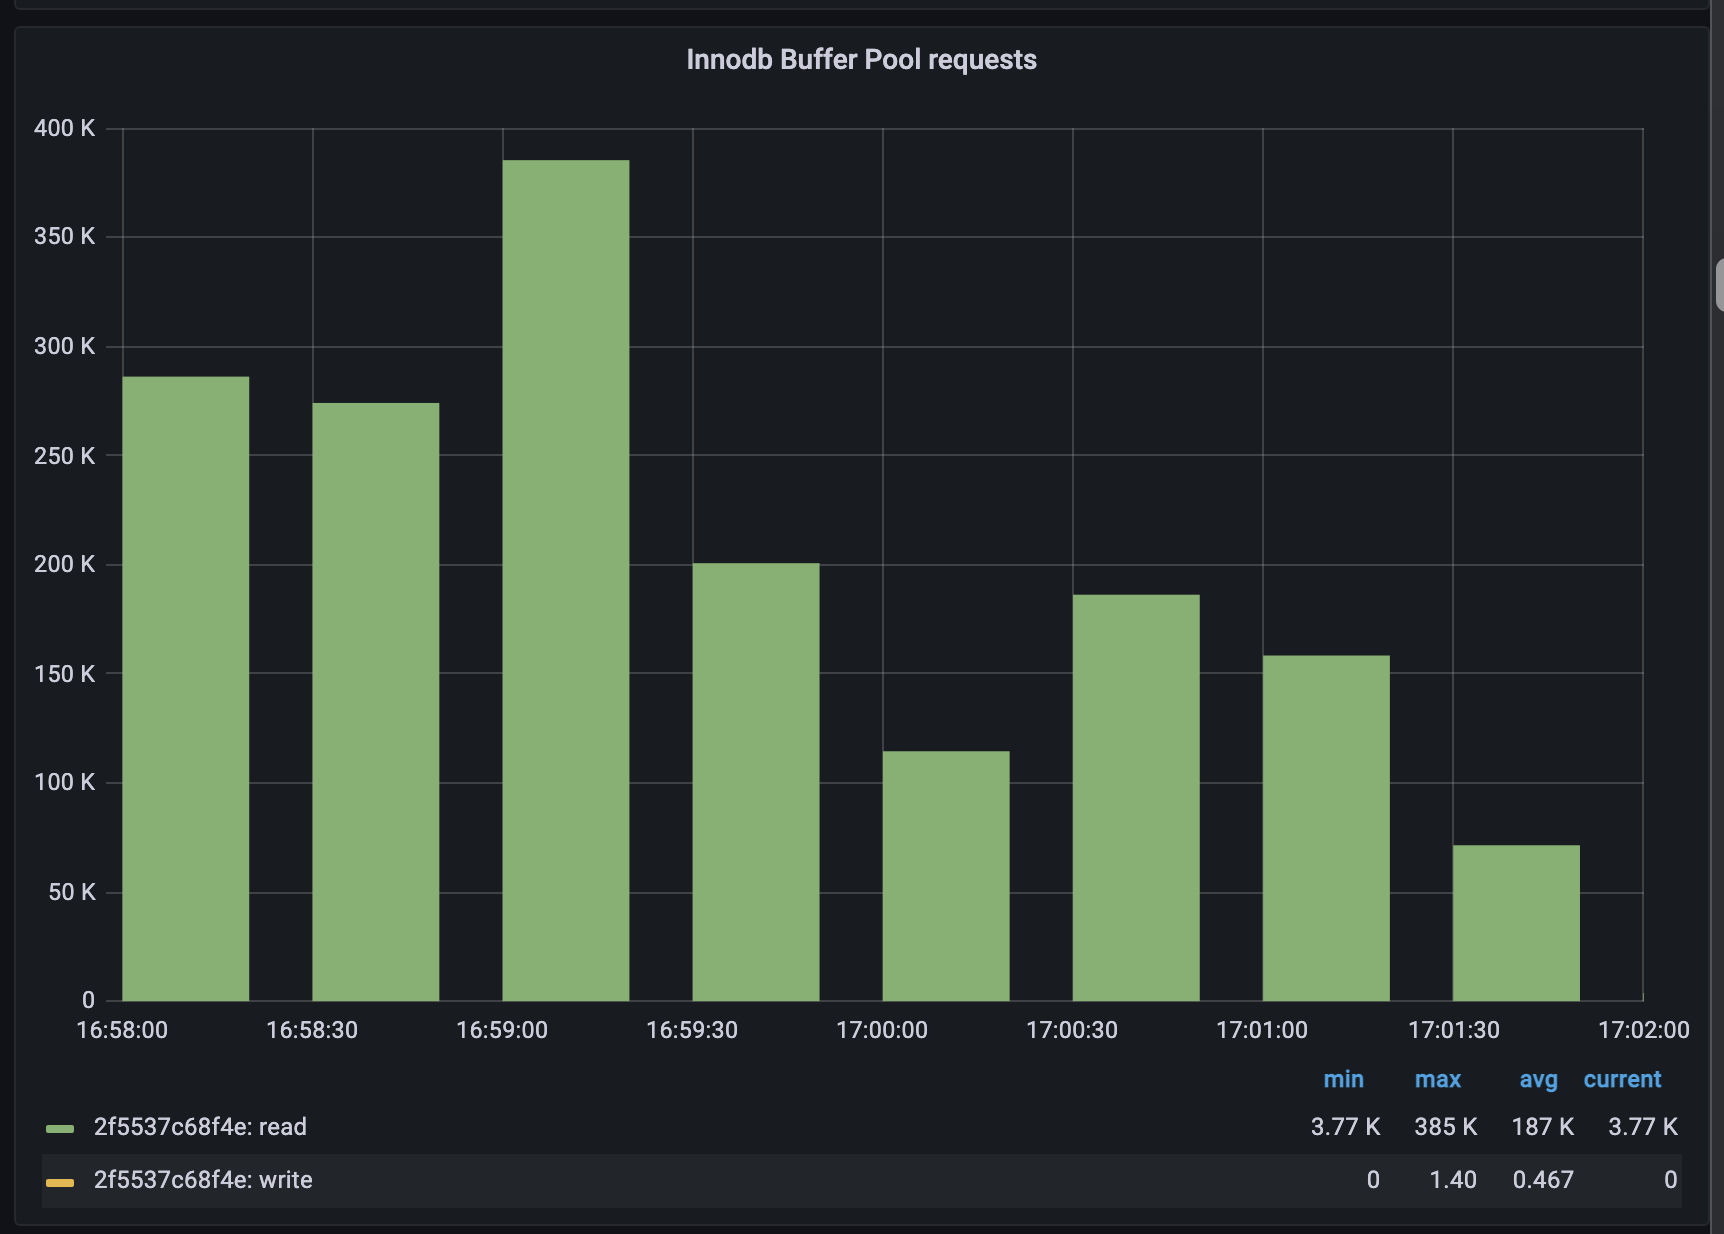 Innodb Buffer Pool requests
400 K
350 K
300 K
250 K
200 K
150 K
100 K
50 K
0
16:58:00 16:58:30 16:59:00 16:59:30 17:00:00 17:00:30 17:01:00 17:01:30 17:02:00
min max avg current
2f5537c68f4e: read 3.77 K 385 K 187 K 3.77 K
2f5537c68f4e: write 0 1.40 0.467 0